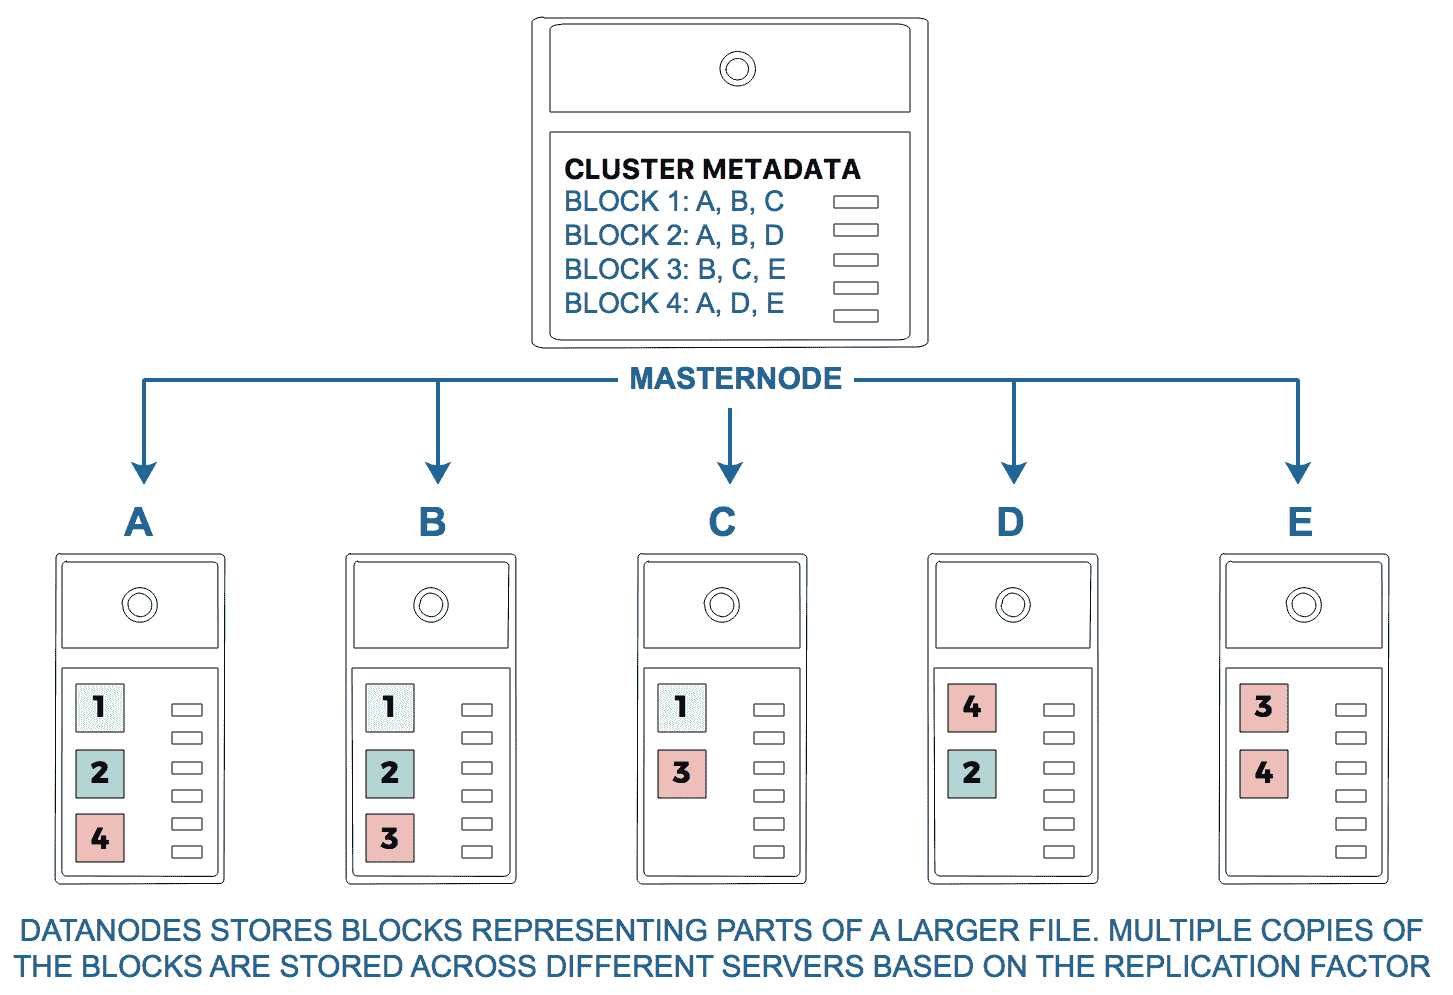 CLUSTER METADATA
BLOCK 1: A, B, C
BLOCK 2: A, B, D
BLOCK 3: B, C, E
BLOCK 4: A, D, E
MASTERNODE
A
B
C
D
E
1
2
4
1
2
3
1
3
4
2
3
4
DATANODES STORES BLOCKS REPRESENTING PARTS OF A LARGER FILE. MULTIPLE COPIES OF
THE BLOCKS ARE STORED ACROSS DIFFERENT SERVERS BASED ON THE REPLICATION FACTOR